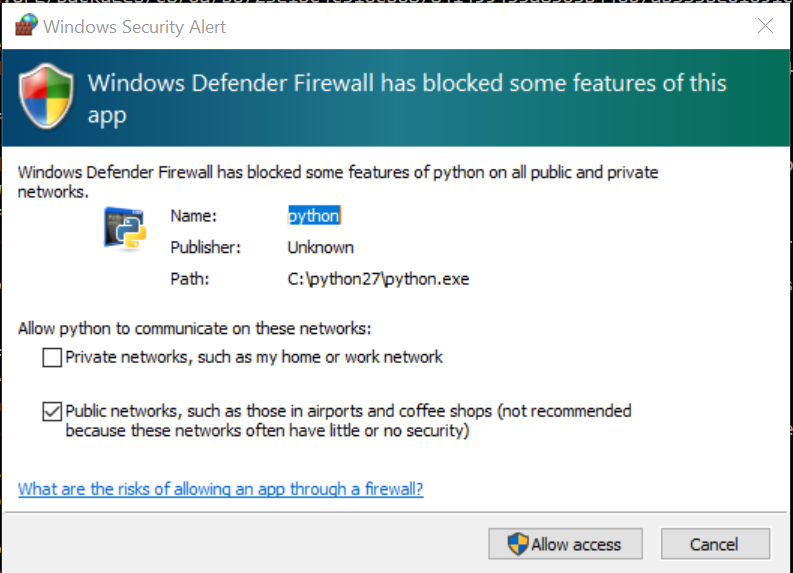 Windows Security Alert
Windows Defender Firewall has blocked some features of this
app
Windows Defender Firewall has blocked some features of python on all public and private
networks.
Name: python
Publisher: Unknown
Path: C:\python27\python.exe
Allow python to communicate on these networks:
Private networks, such as my home or work network
Public networks, such as those in airports and coffee shops (not recommended
because these networks often have little or no security)
What are the risks of allowing an app through a firewall?
Allow access Cancel